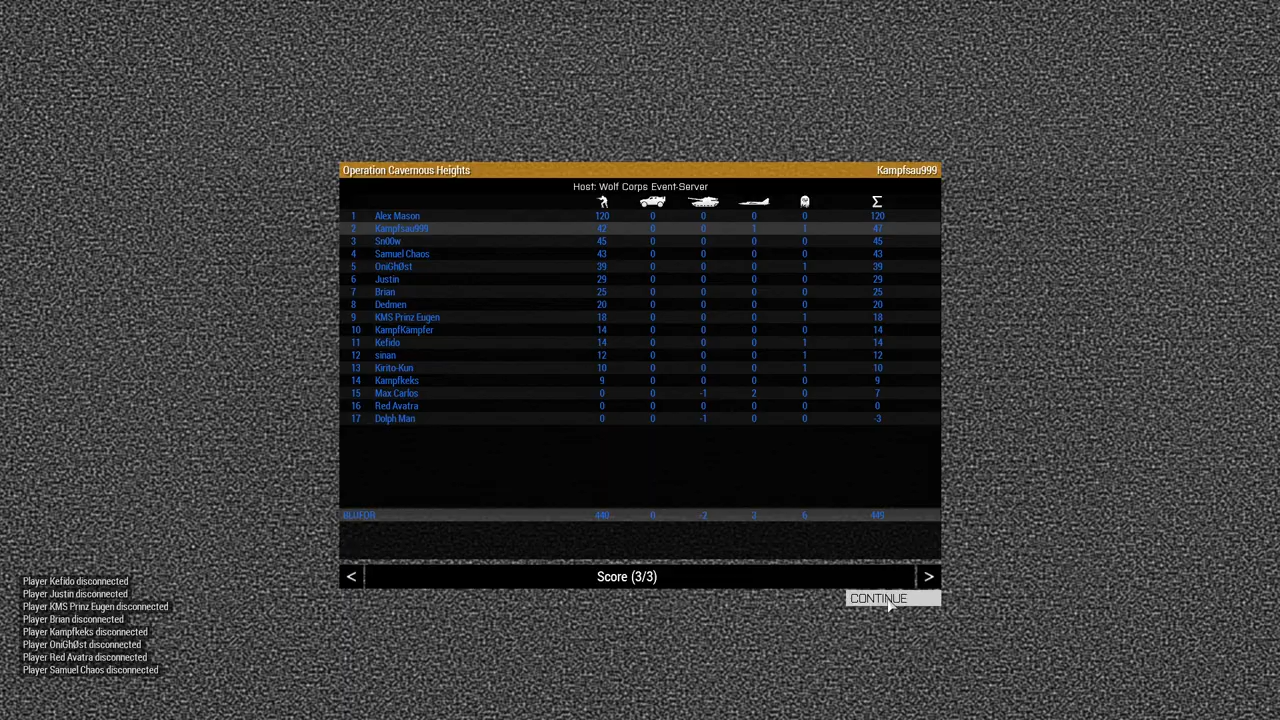 Operation Cavernous Heights Kampfsau999
Host: Wolf Corps Event-Server
Σ
1 Alex Mason 120 0 0 0 0 120
2 Kampfsau999 42 0 0 1 1 47
3 Sn00w 45 0 0 0 0 45
4 Samuel Chaos 43 0 0 0 0 43
5 OniGhØst 39 0 0 0 1 39
6 Justin 29 0 0 0 0 29
7 Brian 25 0 0 0 0 25
8 Dedmen 20 0 0 0 0 20
9 KMS Prinz Eugen 18 0 0 0 1 18
10 KampfKämpfer 14 0 0 0 0 14
11 Kefido 14 0 0 0 1 14
12 sinan 12 0 0 0 1 12
13 Kirito-Kun 10 0 0 0 1 10
14 Kampfkeks 9 0 0 0 0 9
15 Max Carlos 0 0 -1 2 0 7
16 Red Avatra 0 0 0 0 0 0
17 Dolph Man 0 0 -1 0 0 -3
BLUFOR 440 0 -2 3 6 449
< Score (3/3) >
CONTINUE
Player Kefido disconnected
Player Justin disconnected
Player KMS Prinz Eugen disconnected
Player Brian disconnected
Player Kampfkeks disconnected
Player OniGhØst disconnected
Player Red Avatra disconnected
Player Samuel Chaos disconnected